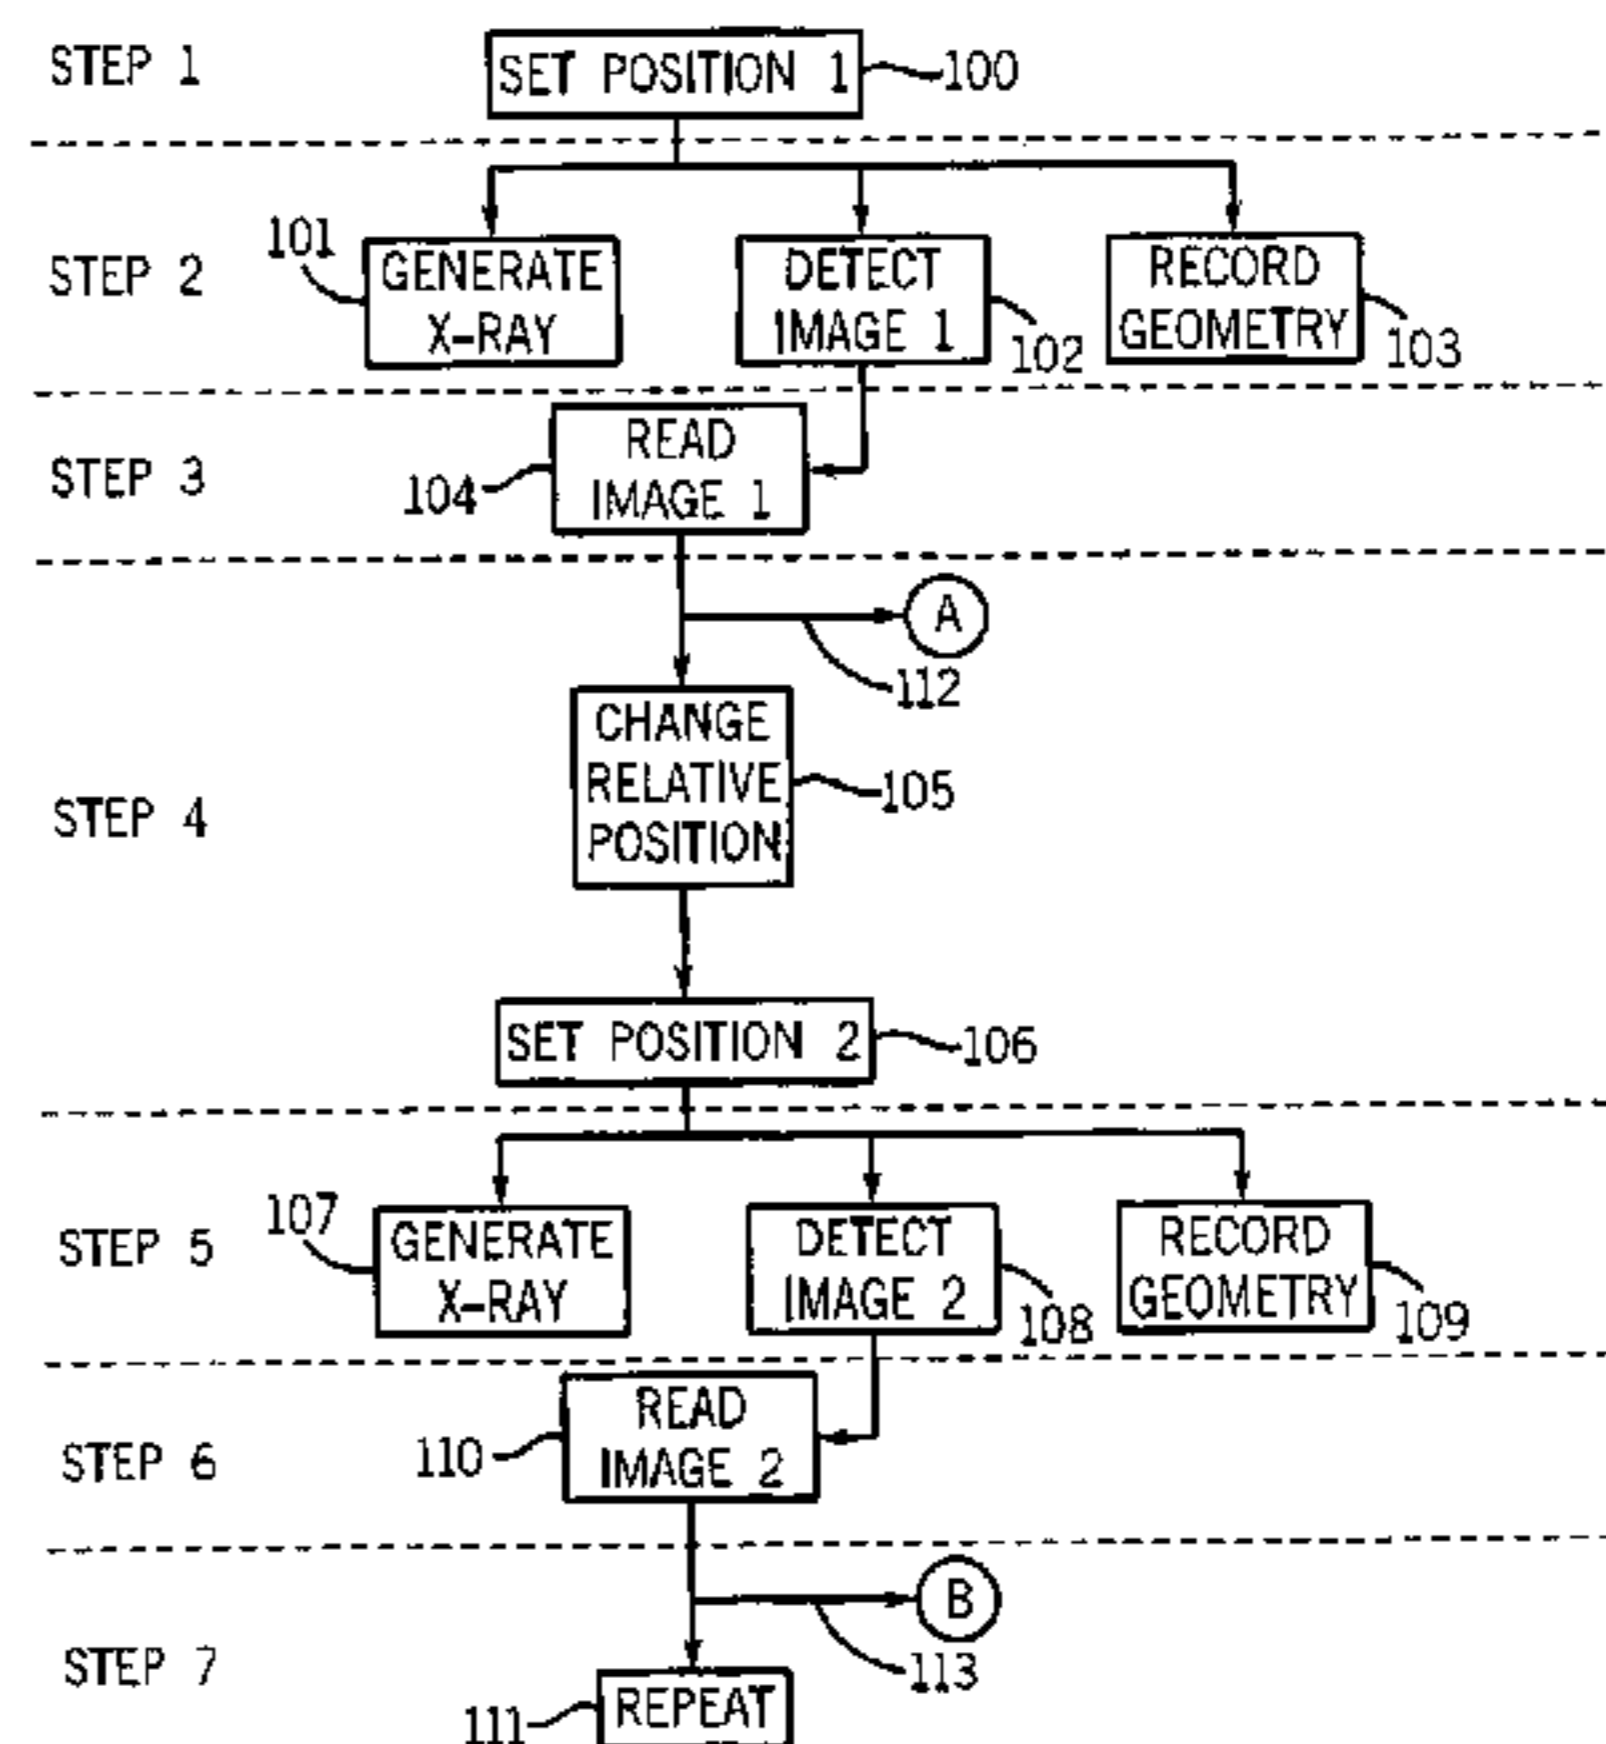 STEP 1
SET POSITION 1
100
STEP 2
101
GENERATE
X-RAY
DETECT
IMAGE 1
102
RECORD
GEOMETRY
103
STEP 3
104
READ
IMAGE 1
A
112
STEP 4
CHANGE
RELATIVE
POSITION
105
SET POSITION 2
106
STEP 5
107
GENERATE
X-RAY
DETECT
IMAGE 2
108
RECORD
GEOMETRY
109
STEP 6
110
READ
IMAGE 2
B
113
STEP 7
111
REPEAT